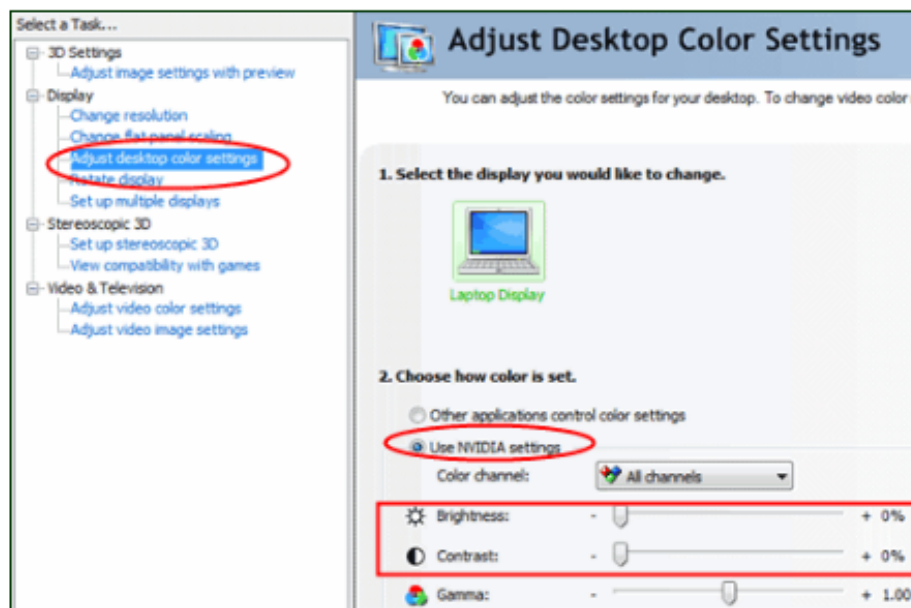 Select a Task...
3D Settings
Adjust image settings with preview
Display
Change resolution
Change flat panel scaling
Adjust desktop color settings
Rotate display
Set up multiple displays
Stereoscopic 3D
Set up stereoscopic 3D
View compatibility with games
Video & Television
Adjust video color settings
Adjust video image settings
Adjust Desktop Color Settings
You can adjust the color settings for your desktop. To change video color
1. Select the display you would like to change.
Laptop Display
2. Choose how color is set.
Other applications control color settings
Use NVIDIA settings
Color channel: All channels
Brightness: - + 0%
Contrast: - + 0%
Gamma: - + 1.00